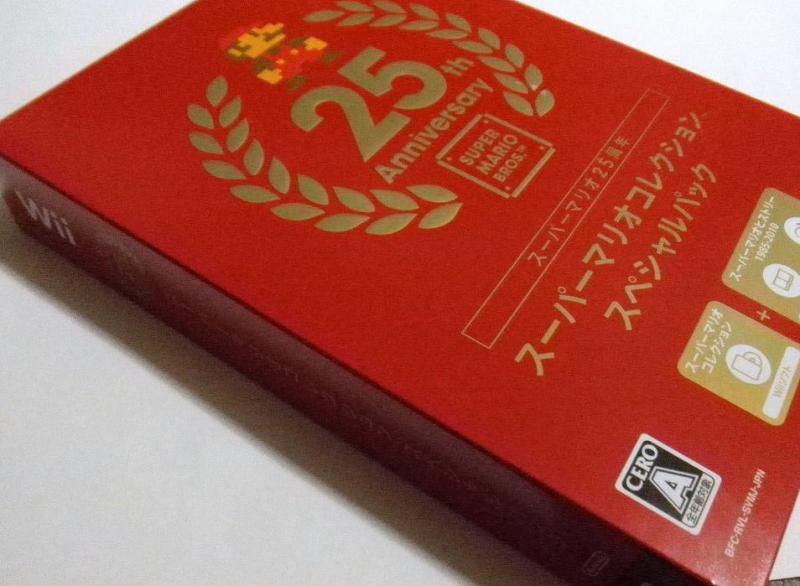 25th
Anniversary
SUPER
MARIO
BROS.™
スーパーマリオ25周年
スーパーマリオコレクション
スペシャルパック
スーパーマリオヒストリー
1985-2010
スーパーマリオ
コレクション
Wiiソフト
+
CERO
A
全年齢対象
BFC-RVL-SVMJ-JPN
Wii